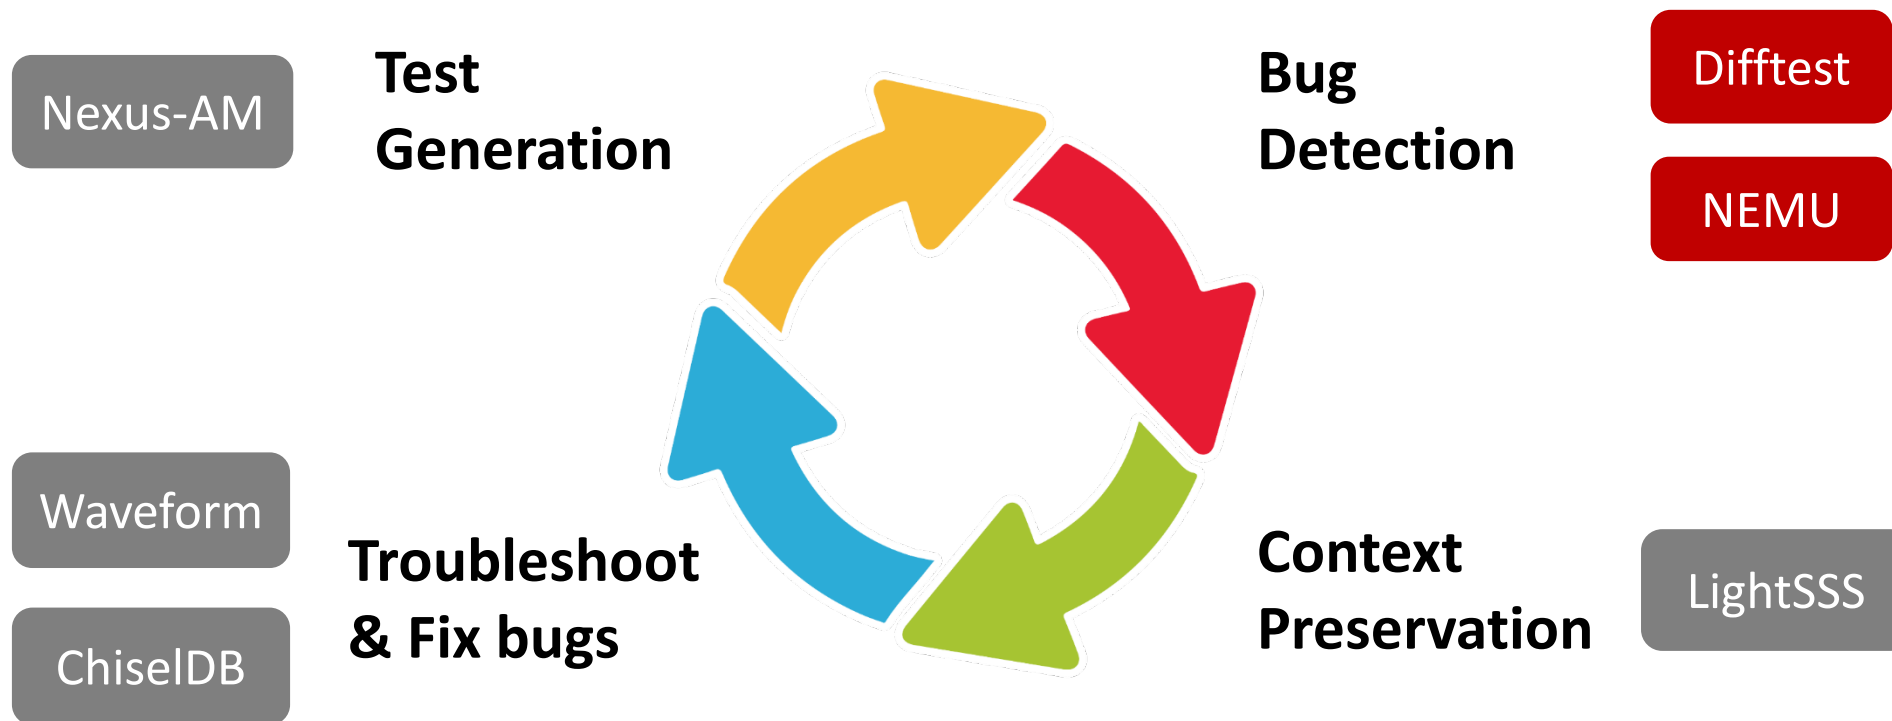 Nexus-AM
Test
Generation
Bug
Detection
Difftest
NEMU
Waveform
ChiselDB
Troubleshoot
& Fix bugs
Context
Preservation
LightSSS